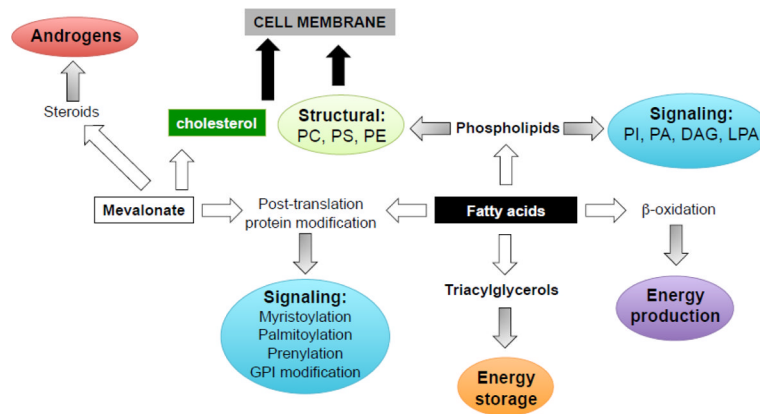 CELL MEMBRANE
Androgens
Steroids
cholesterol
Structural:
PC, PS, PE
Phospholipids
Signaling:
PI, PA, DAG, LPA
Mevalonate
Post-translation
protein modification
Fatty acids
β-oxidation
Signaling:
Myristoylation
Palmitoylation
Prenylation
GPI modification
Triacylglycerols
Energy
production
Energy
storage